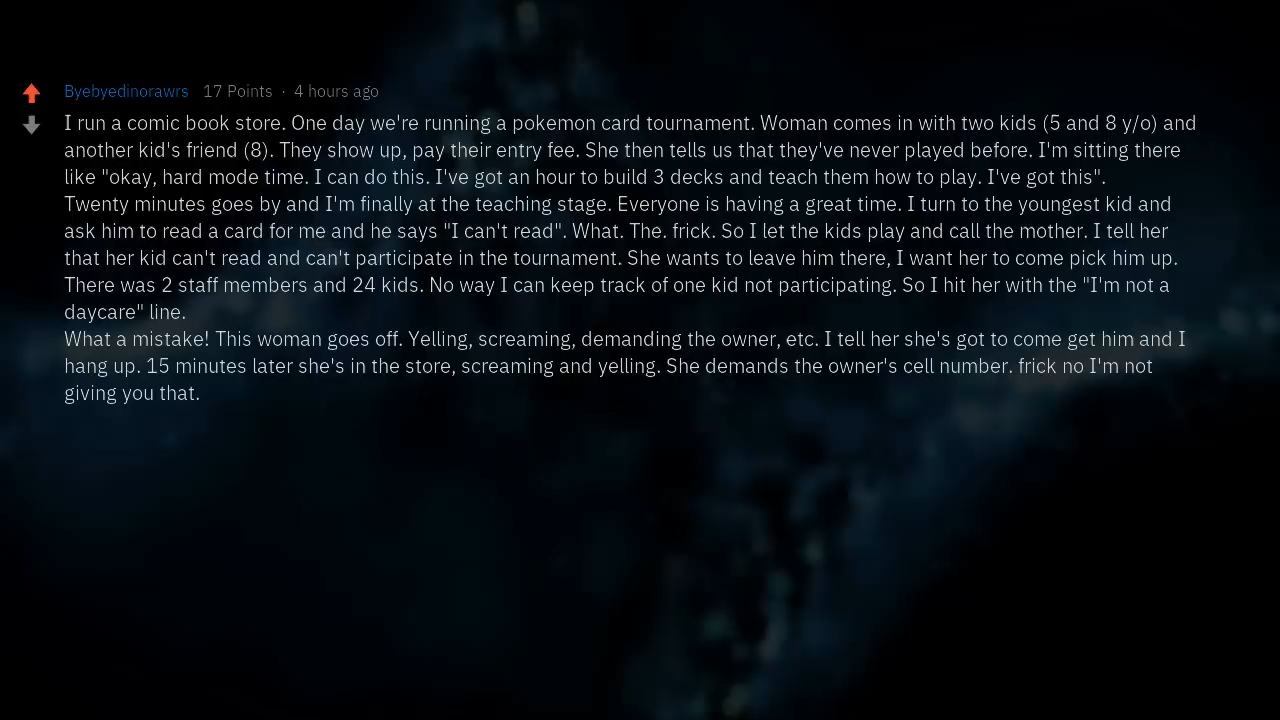 Byebyedinorawrs 17 Points · 4 hours ago
I run a comic book store. One day we're running a pokemon card tournament. Woman comes in with two kids (5 and 8 y/o) and
another kid's friend (8). They show up, pay their entry fee. She then tells us that they've never played before. I'm sitting there
like "okay, hard mode time. I can do this. I've got an hour to build 3 decks and teach them how to play. I've got this".
Twenty minutes goes by and I'm finally at the teaching stage. Everyone is having a great time. I turn to the youngest kid and
ask him to read a card for me and he says "I can't read". What. The. frick. So I let the kids play and call the mother. I tell her
that her kid can't read and can't participate in the tournament. She wants to leave him there, I want her to come pick him up.
There was 2 staff members and 24 kids. No way I can keep track of one kid not participating. So I hit her with the "I'm not a
daycare" line.
What a mistake! This woman goes off. Yelling, screaming, demanding the owner, etc. I tell her she's got to come get him and I
hang up. 15 minutes later she's in the store, screaming and yelling. She demands the owner's cell number. frick no I'm not
giving you that.